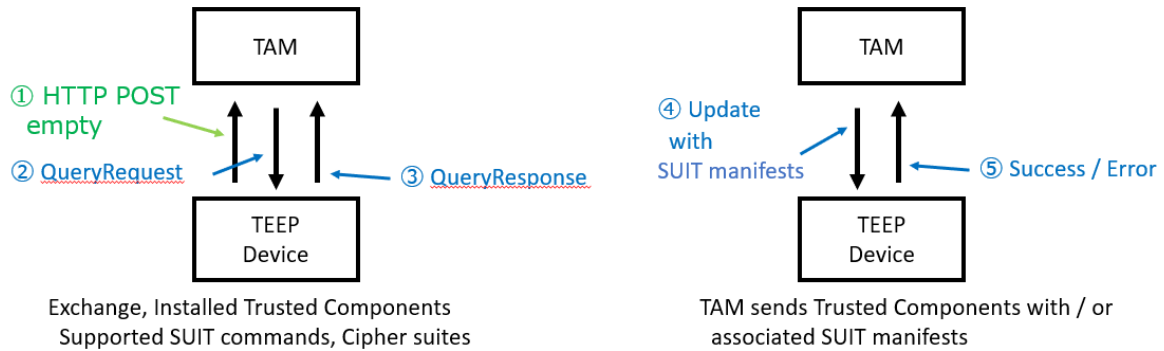 TAM
① HTTP POST
empty
② QueryRequest
③ QueryResponse
TEEP
Device
Exchange, Installed Trusted Components
Supported SUIT commands, Cipher suites
TAM
④ Update
with
SUIT manifests
⑤ Success / Error
TEEP
Device
TAM sends Trusted Components with / or
associated SUIT manifests